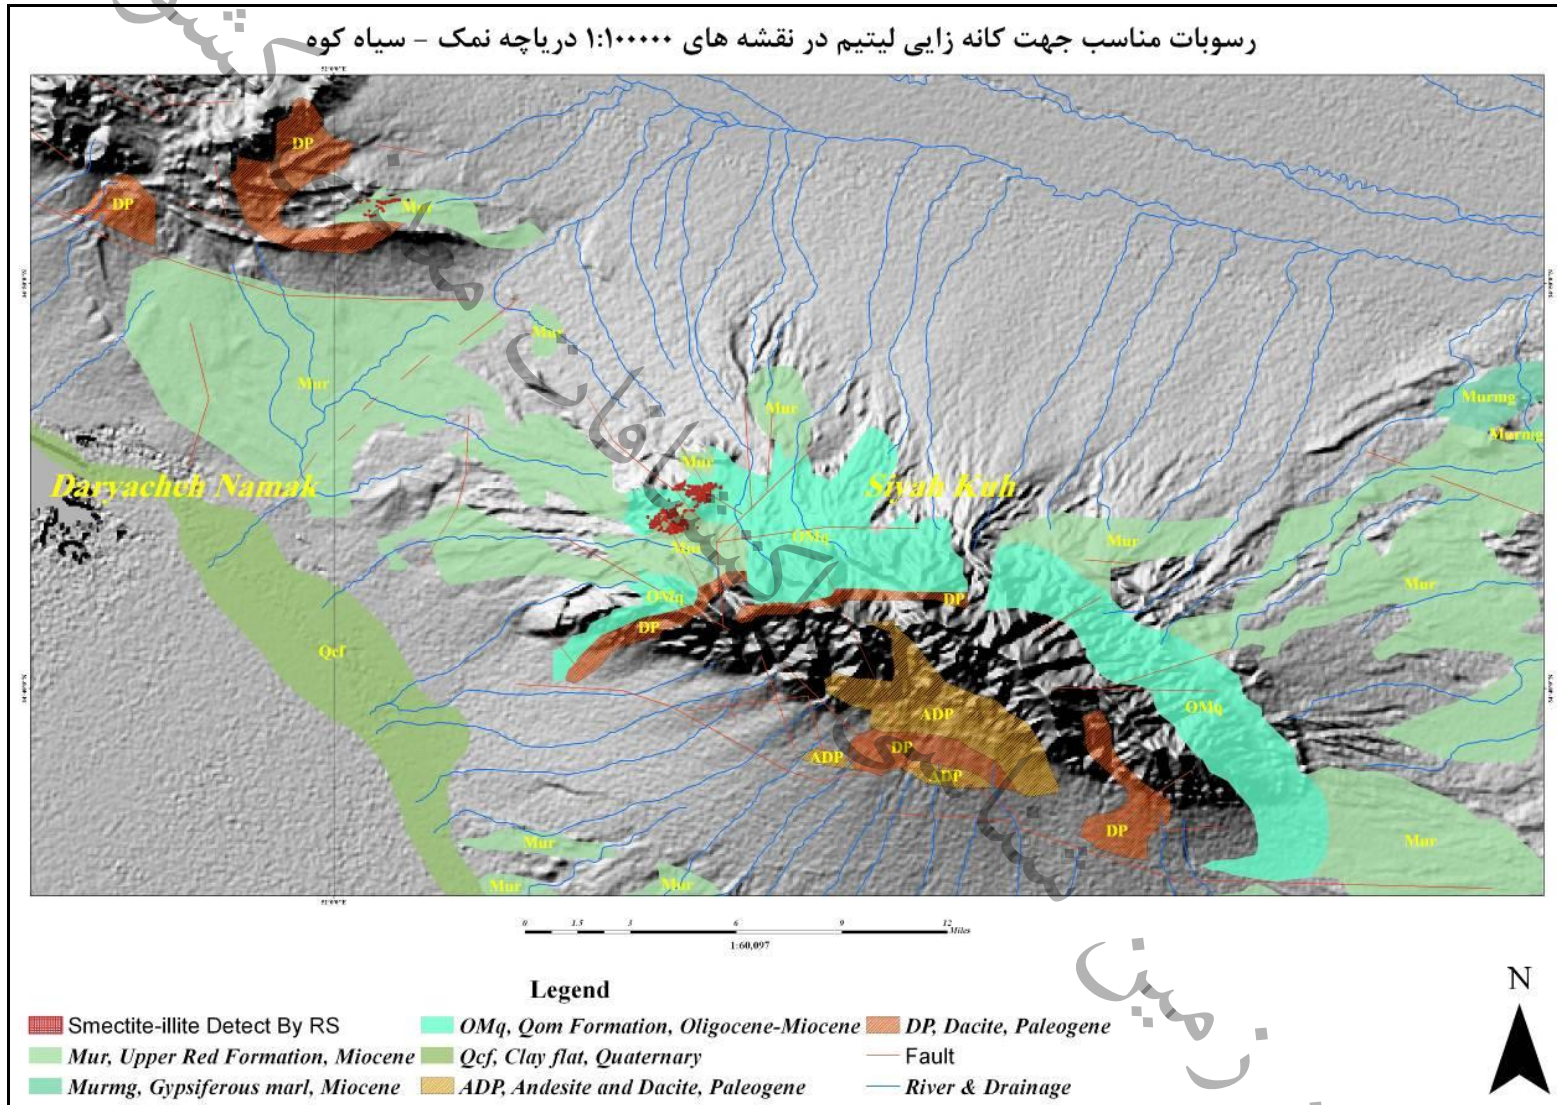 رسوبات مناسب جهت کانه زایی لیتیم در نقشه های ۱:۱۰۰۰۰۰ دریاچه نمک - سیاه کوه
DP
DP
Mur
Mur
Mur
Murmg
Mur
Murmg
Mur
Daryacheh Namak
Siyah Kuh
OMq
Mur
Mur
Mur
OMq
DP
DP
Qcf
OMq
ADP
DP
ADP
ADP
DP
Mur
Mur
Mur
Mur
0 1.5 3 6 9 12
Miles
1:60,097
Legend
N
Smectite-illite Detect By RS
OMq, Qom Formation, Oligocene-Miocene
DP, Dacite, Paleogene
Mur, Upper Red Formation, Miocene
Qcf, Clay flat, Quaternary
Fault
Murmg, Gypsiferous marl, Miocene
ADP, Andesite and Dacite, Paleogene
River & Drainage